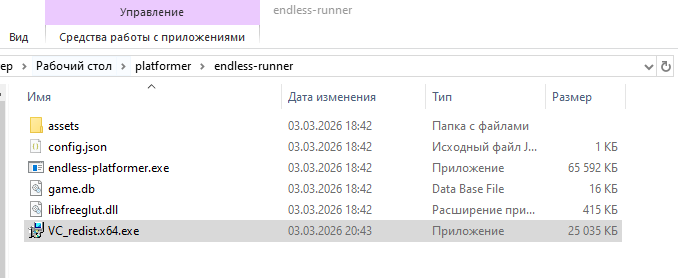 Управление
endless-runner
Вид
Средства работы с приложениями
ер > Рабочий стол > platformer > endless-runner
Имя Дата изменения Тип Размер
assets 03.03.2026 18:42 Папка с файлами
config.json 03.03.2026 18:42 Исходный файл J... 1 КБ
endless-platformer.exe 03.03.2026 18:42 Приложение 65 592 КБ
game.db 03.03.2026 18:42 Data Base File 16 КБ
libfreeglut.dll 03.03.2026 18:42 Расширение при... 415 КБ
VC_redist.x64.exe 03.03.2026 20:43 Приложение 25 035 КБ